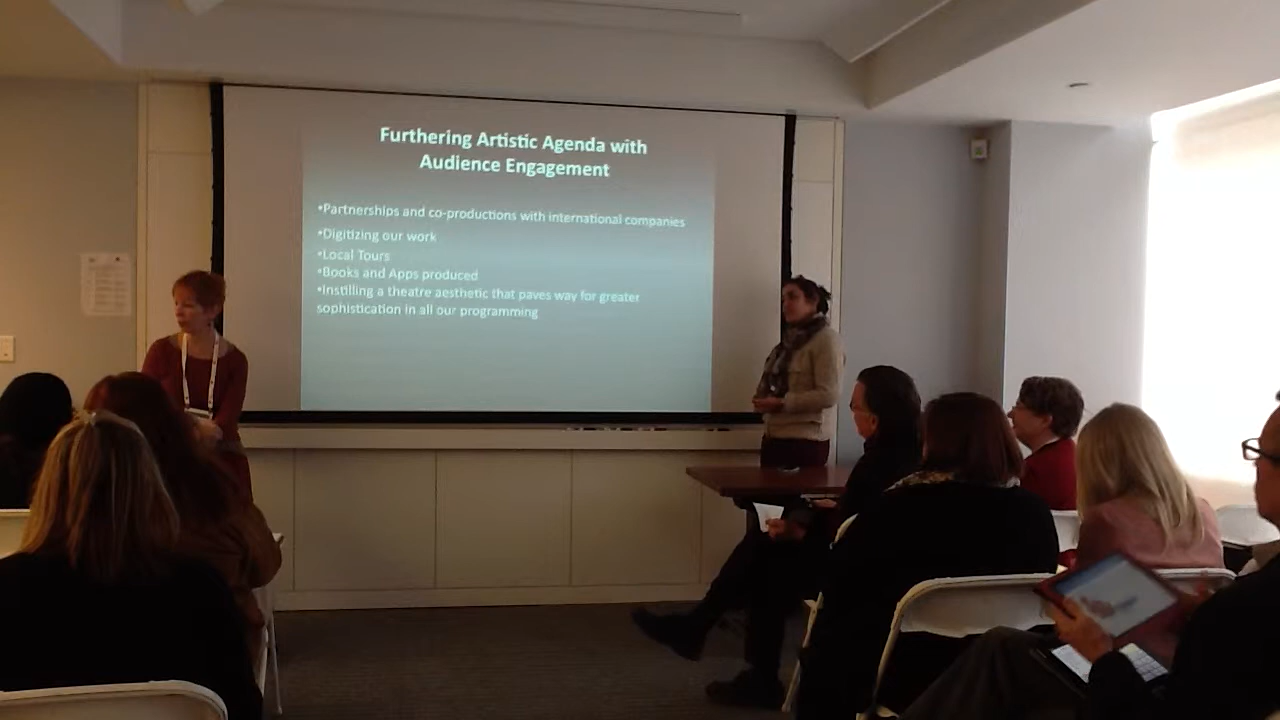 Furthering Artistic Agenda with
Audience Engagement
•Partnerships and co-productions with international companies
•Digitizing our work
•Local Tours
•Books and Apps produced
•Instilling a theatre aesthetic that paves way for greater
sophistication in all our programming